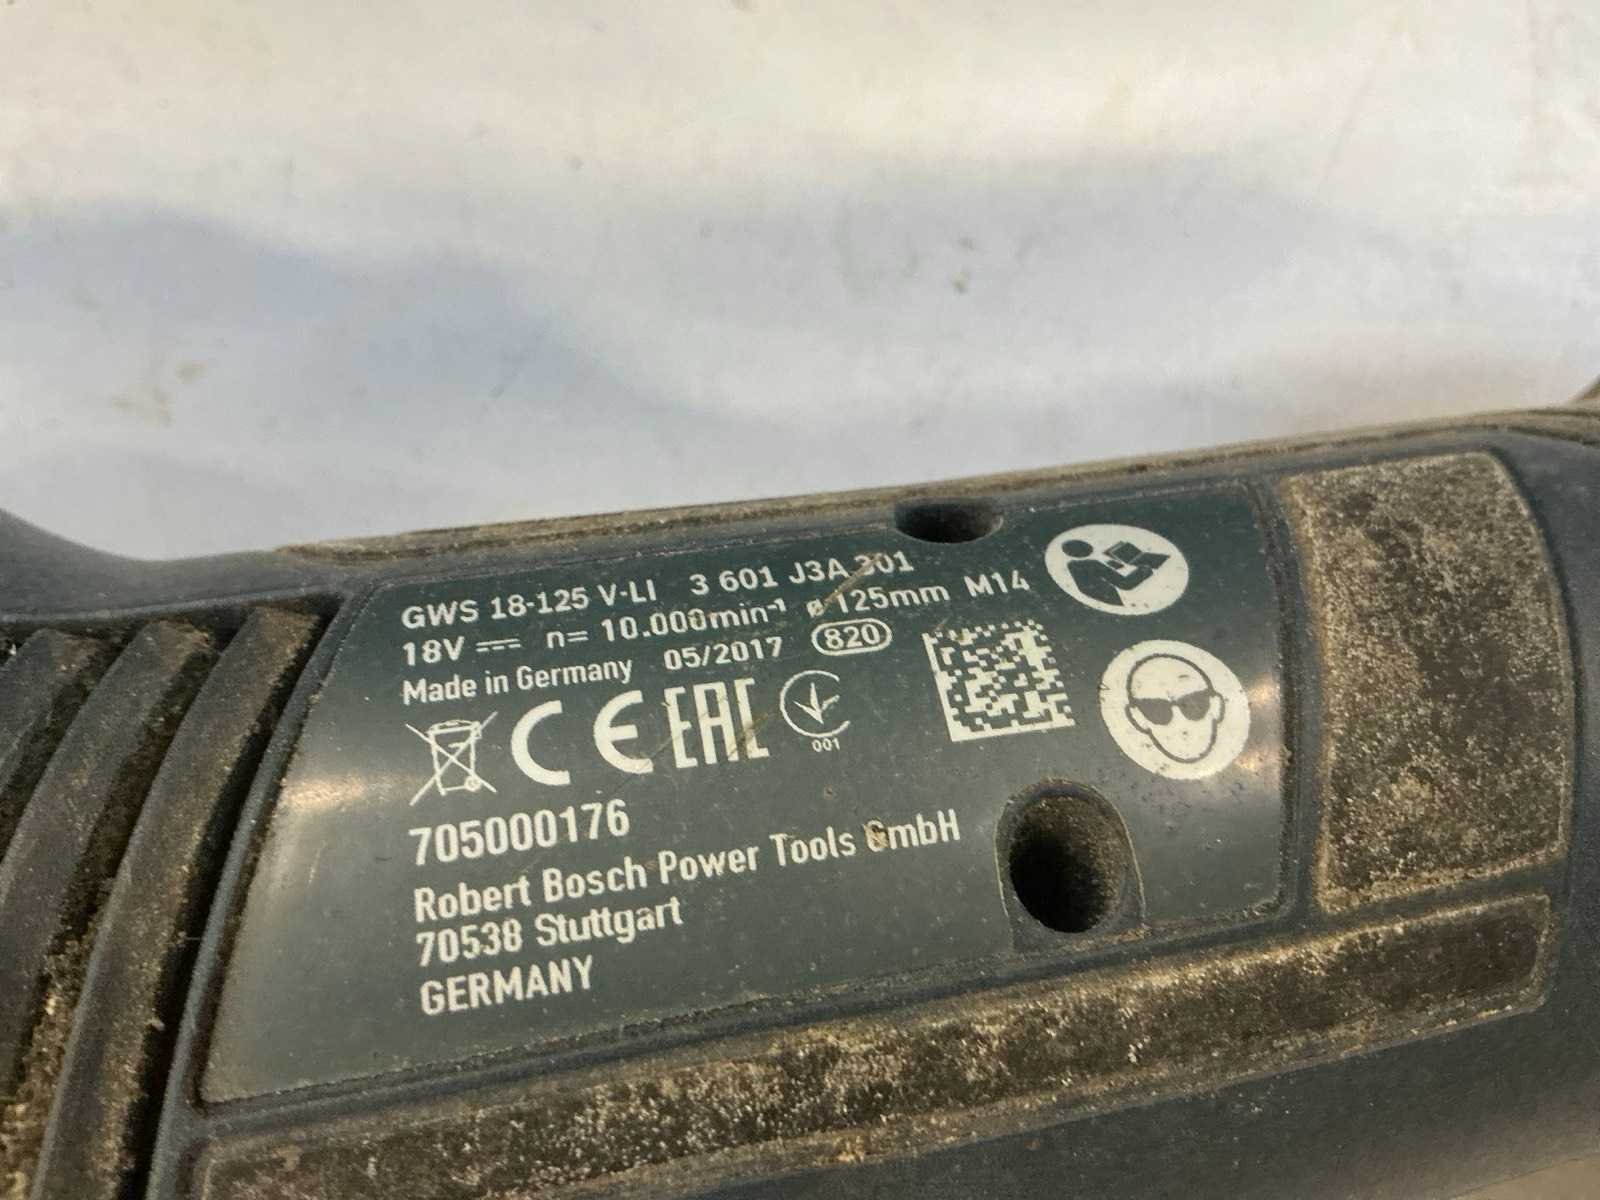 GWS 18-125 V-LI 3 601 J3A 301
18V n= 10.000min⁻¹ ø 125mm M14
Made in Germany 05/2017 820
CE EAC
001
705000176
Robert Bosch Power Tools GmbH
70538 Stuttgart
GERMANY